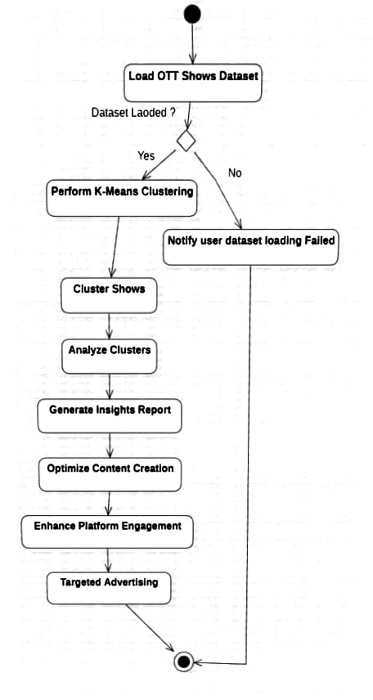 Load OTT Shows Dataset
Dataset Laoded ?
Yes
No
Perform K-Means Clustering
Notify user dataset loading Failed
Cluster Shows
Analyze Clusters
Generate Insights Report
Optimize Content Creation
Enhance Platform Engagement
Targeted Advertising